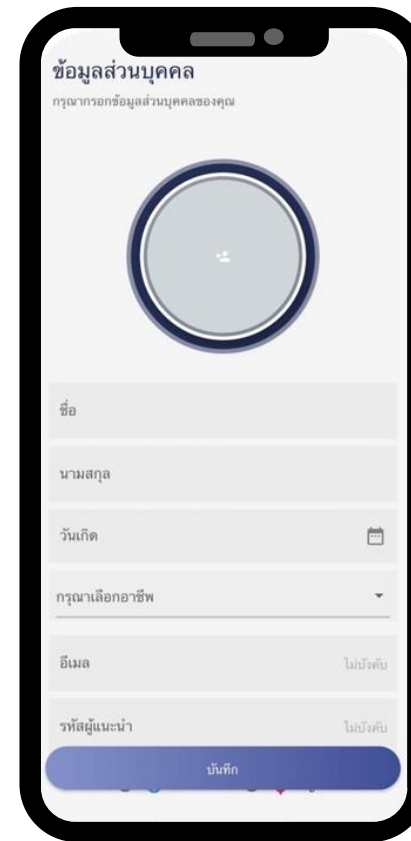 ข้อมูลส่วนบุคคล
กรุณากรอกข้อมูลส่วนบุคคลของคุณ
ชื่อ
นามสกุล
วันเกิด
กรุณาเลือกอาชีพ
อีเมล ไม่บังคับ
รหัสผู้แนะนำ ไม่บังคับ
บันทึก